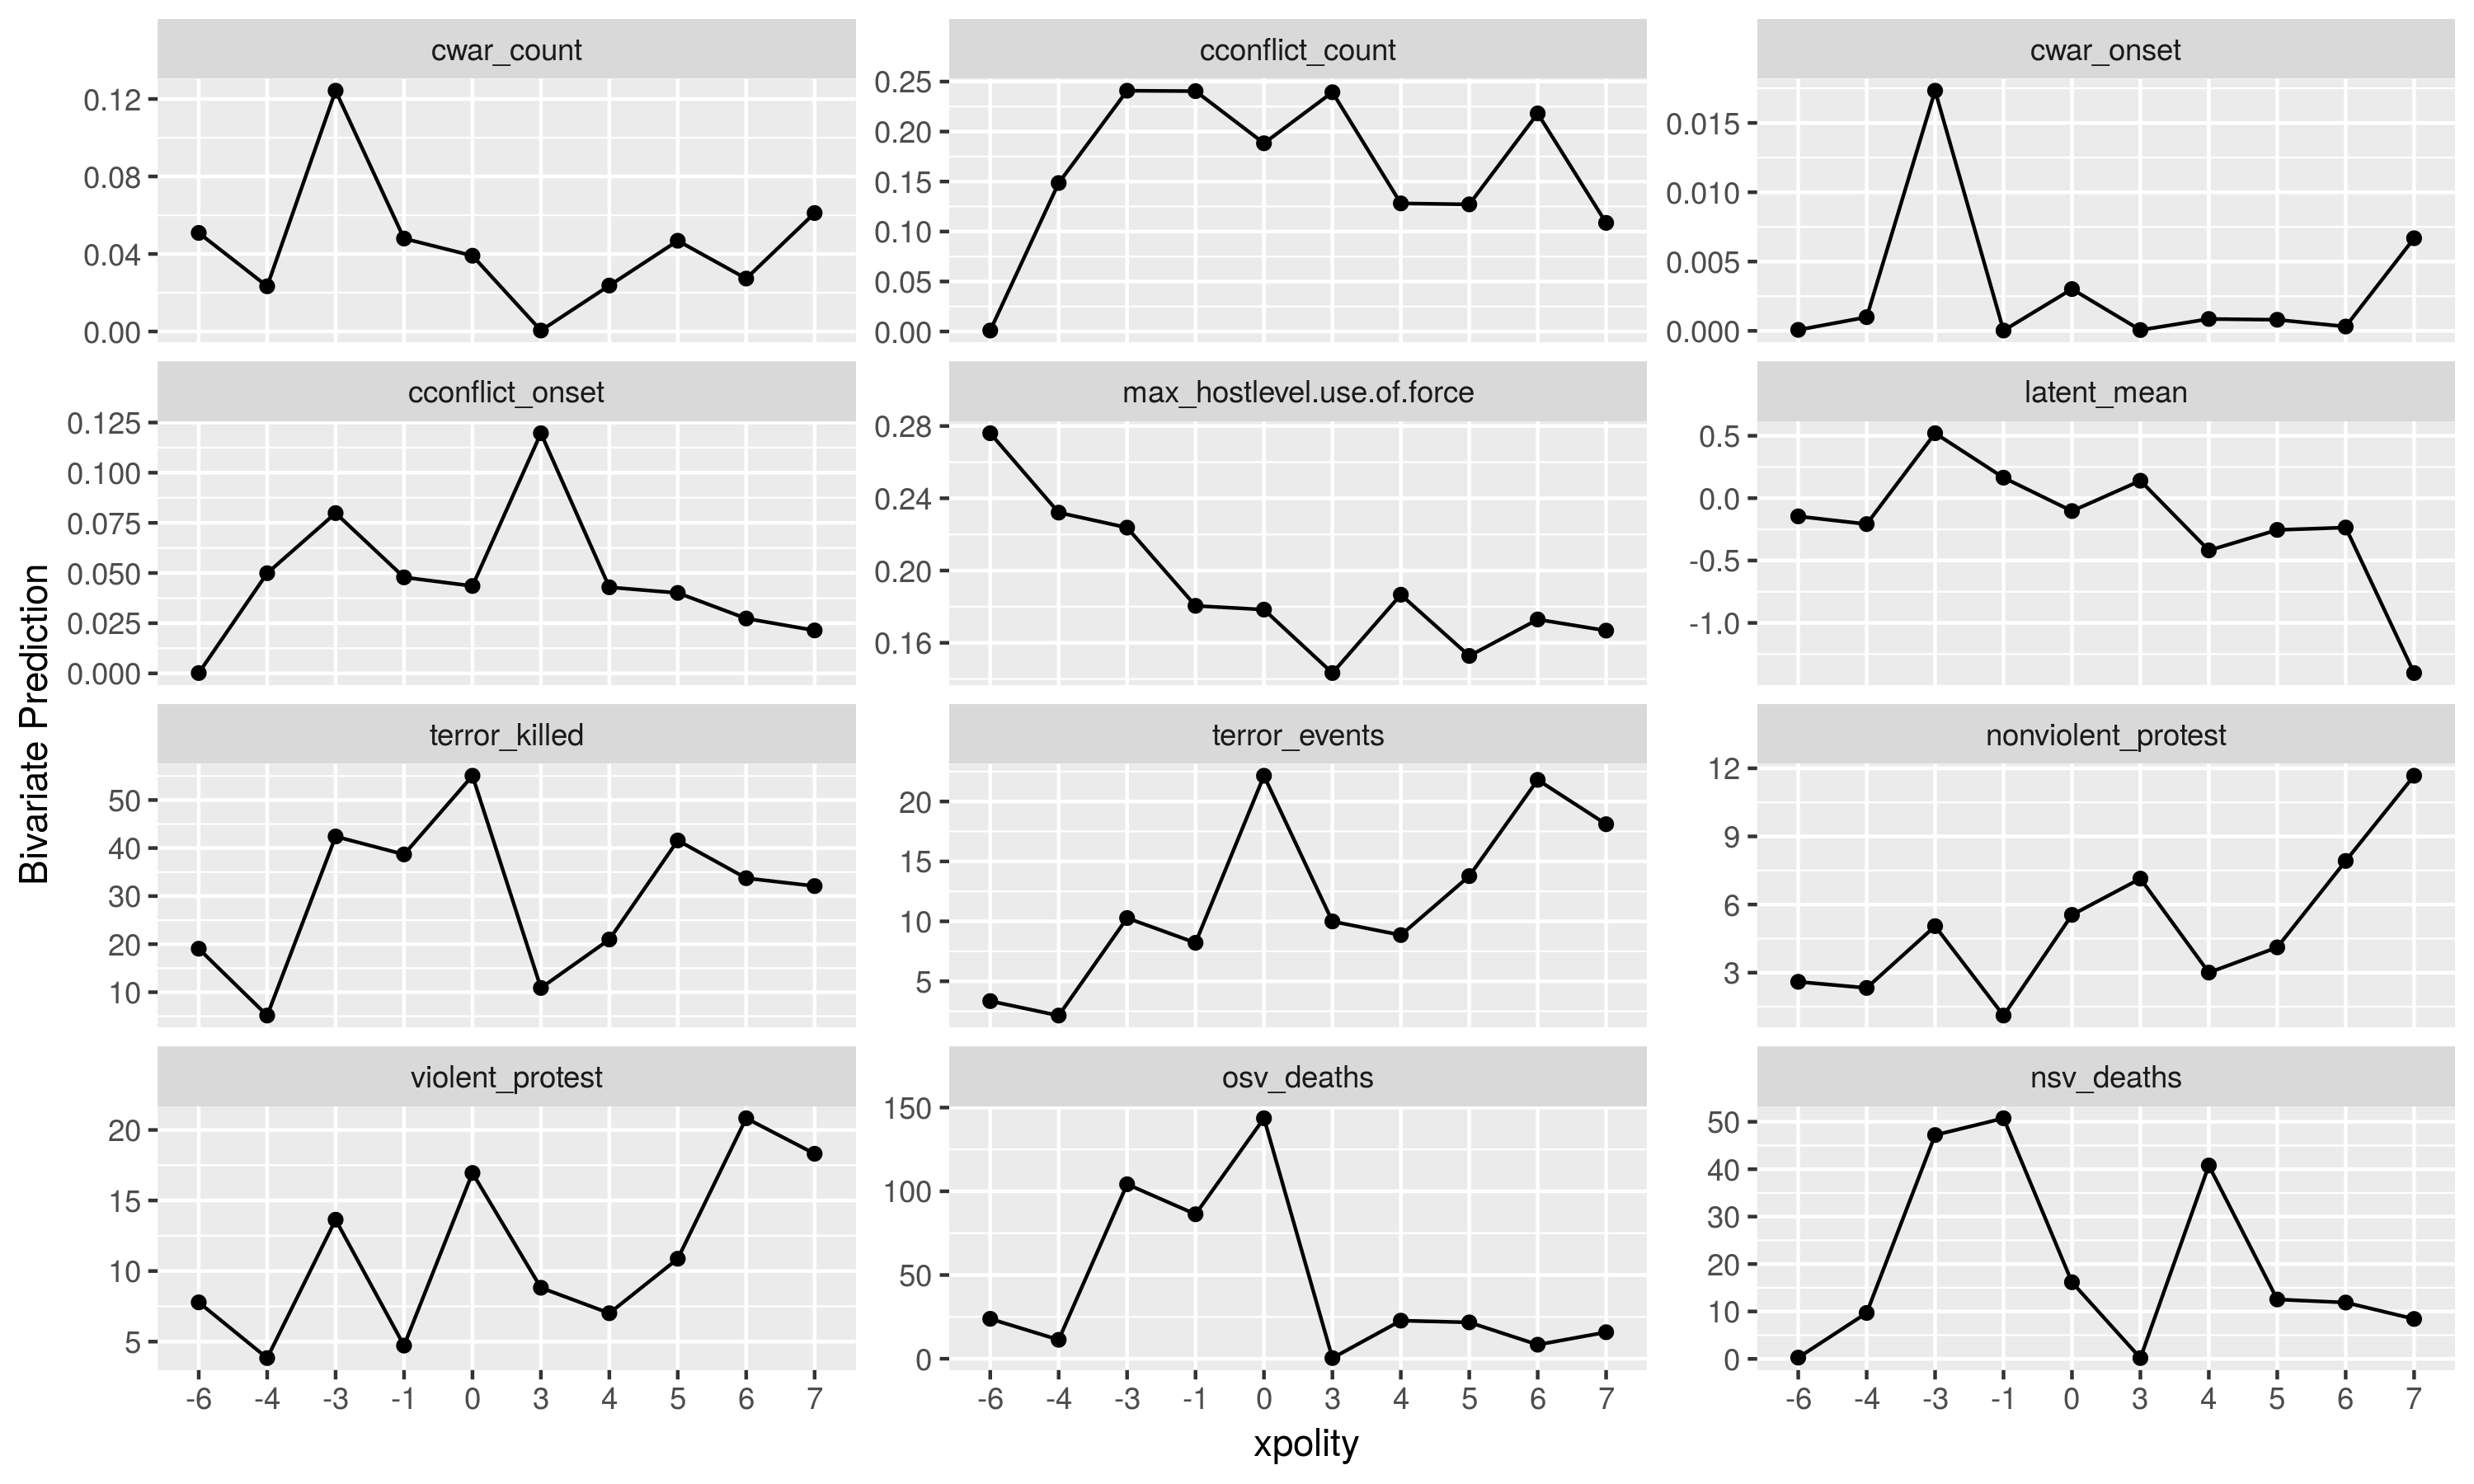 cwar_count cconflict_count cwar_onset
0.12 0.08 0.04 0.00
0.25 0.20 0.15 0.10 0.05 0.00
0.015 0.010 0.005 0.000
cconflict_onset max_hostlevel.use.of.force latent_mean
0.125 0.100 0.075 0.050 0.025 0.000
0.28 0.24 0.20 0.16
0.5 0.0 -0.5 -1.0
Bivariate Prediction
terror_killed terror_events nonviolent_protest
50 40 30 20 10
20 15 10 5
12 9 6 3
violent_protest osv_deaths nsv_deaths
20 15 10 5
150 100 50 0
50 40 30 20 10 0
-6 -4 -3 -1 0 3 4 5 6 7 -6 -4 -3 -1 0 3 4 5 6 7 -6 -4 -3 -1 0 3 4 5 6 7
xpolity